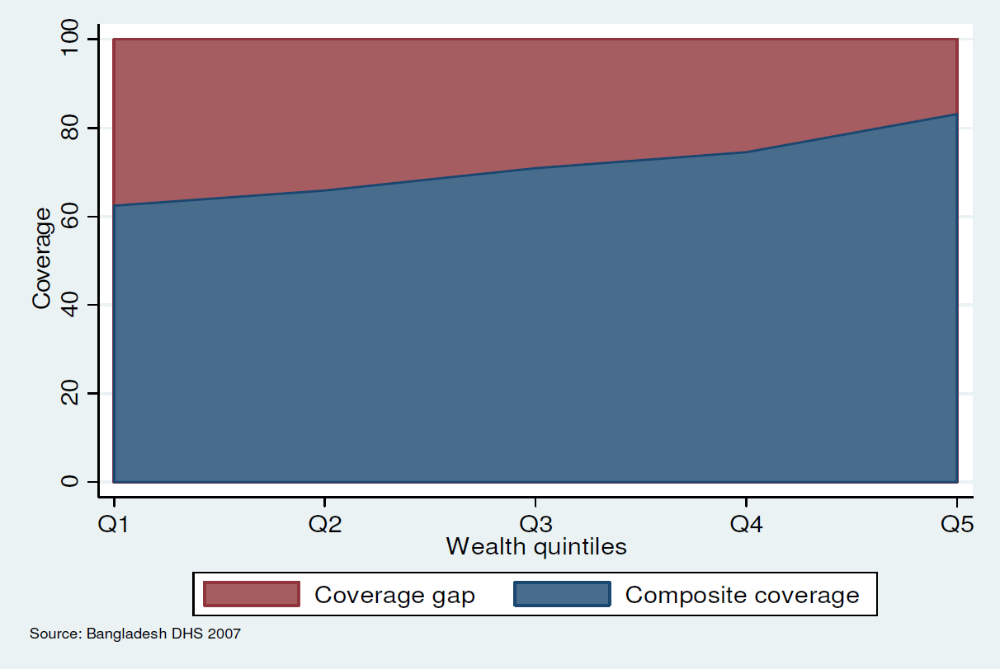 100
80
60
40
20
0
Coverage
Q1 Q2 Q3 Q4 Q5
Wealth quintiles
Coverage gap Composite coverage
Source: Bangladesh DHS 2007